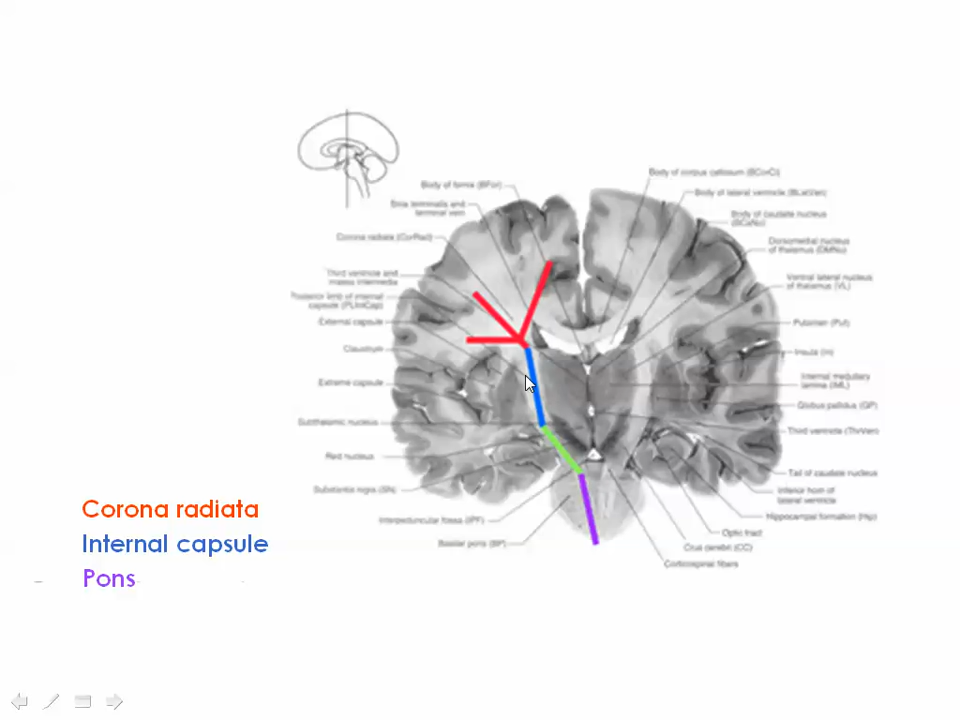 Body of fornix (BFor)
Stria terminalis and
terminal vein
Corona radiata (CorRad)
Third ventricle and
massa intermedia
Posterior limb of internal
capsule (PLIntCap)
External capsule
Claustrum
Extreme capsule
Subthalamic nucleus
Red nucleus
Substantia nigra (SN)
Interpeduncular fossa (IPF)
Basilar pons (BP)
Body of corpus callosum (BCorC)
Body of lateral ventricle (BLatVen)
Body of caudate nucleus
(BCaNu)
Dorsomedial nucleus
of thalamus (DMNu)
Ventral lateral nucleus
of thalamus (VL)
Putamen (Put)
Insula (In)
Internal medullary
lamina (IML)
Globus pallidus (GP)
Third ventricle (ThrVen)
Tail of caudate nucleus
Inferior horn of
lateral ventricle
Hippocampal formation (Hip)
Optic tract
Crus cerebri (CC)
Corticospinal fibers
Corona radiata
Internal capsule
Pons